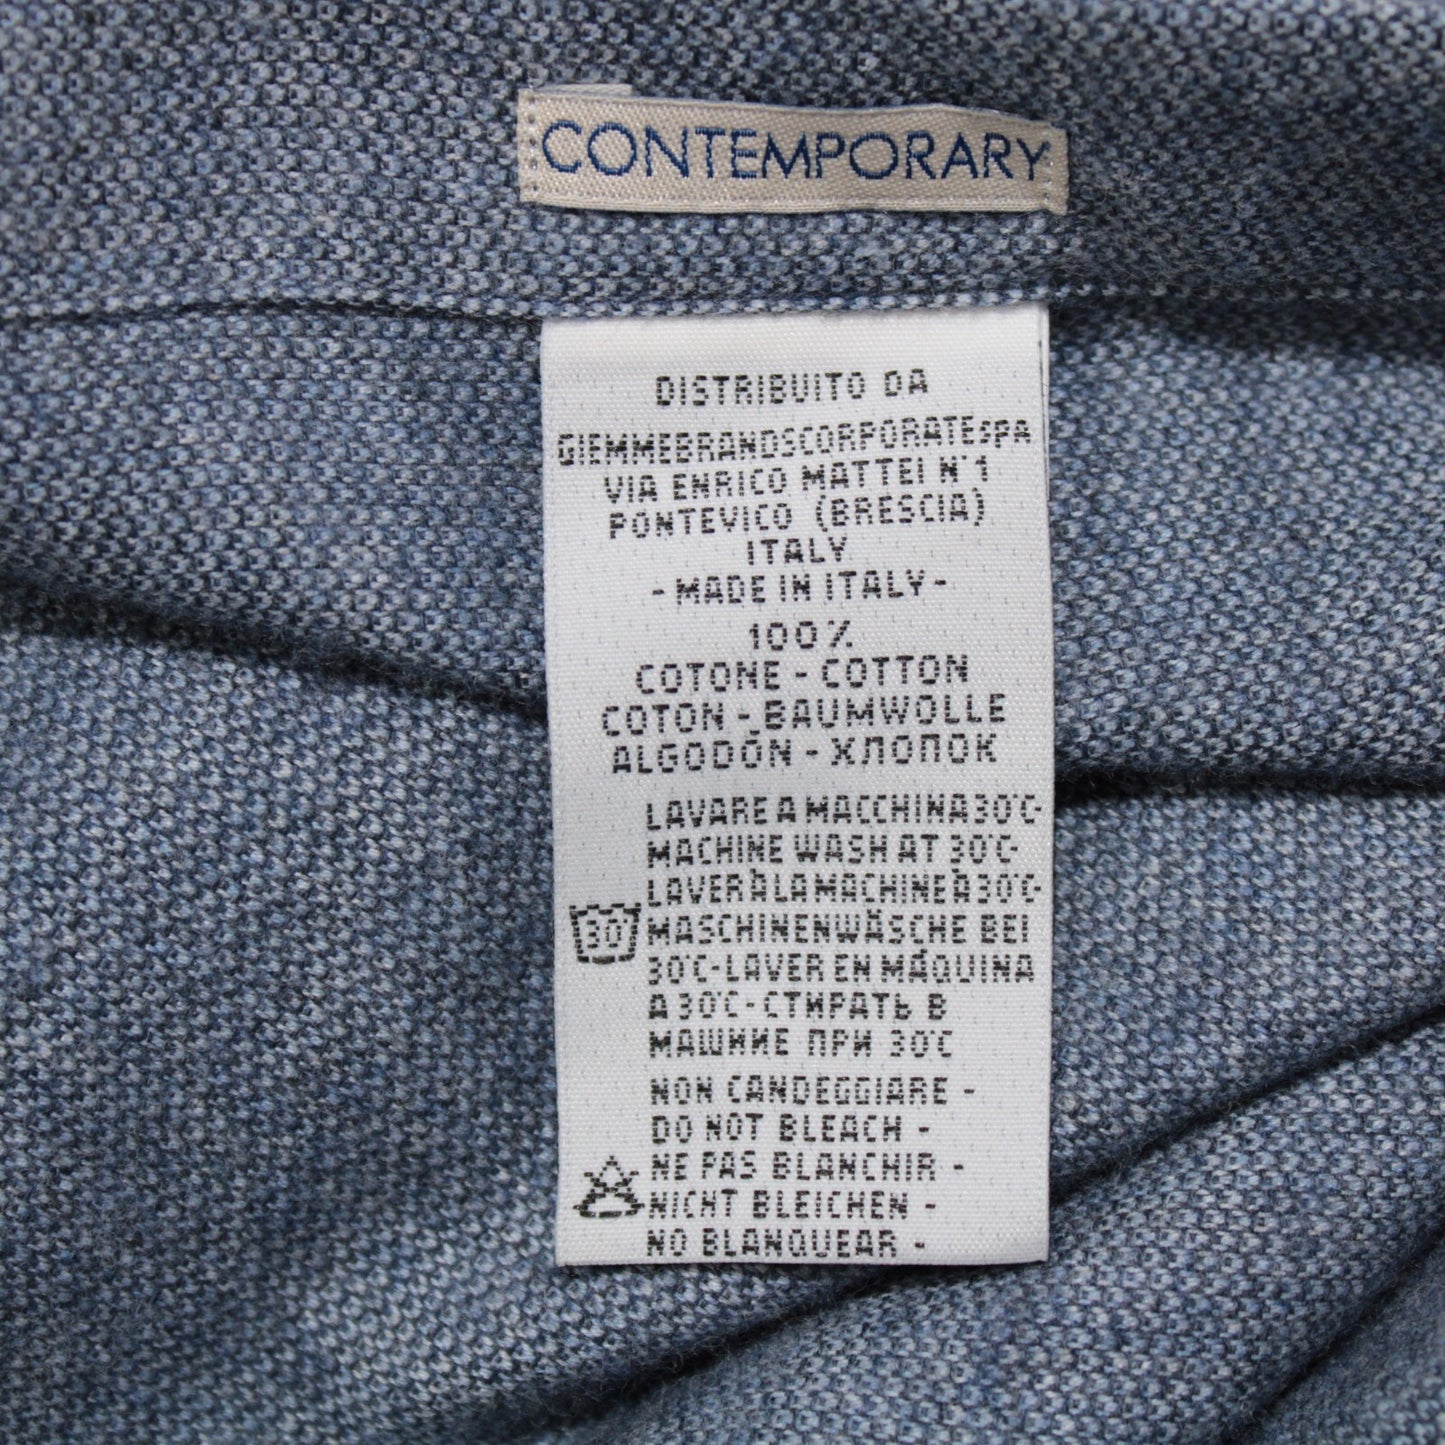 CONTEMPORARY
DISTRIBUITO DA
GIEMMEBRANDSCORPORATESPA
VIA ENRICO MATTEI N°1
PONTEVICO (BRESCIA)
ITALY
- MADE IN ITALY -
100%
COTONE - COTTON
COTON - BAUMWOLLE
ALGODÓN - ХЛОПОК
LAVARE A MACCHINA 30°C-
MACHINE WASH AT 30°C-
LAVER À LA MACHINE À 30°C-
30° MASCHINENWÄSCHE BEI
30°C-LAVER EN MÁQUINA
A 30°C-СТИРАТЬ В
МАШИНЕ ПРИ 30°C
NON CANDEGGIARE -
DO NOT BLEACH -
NE PAS BLANCHIR -
NICHT BLEICHEN -
NO BLANQUEAR -